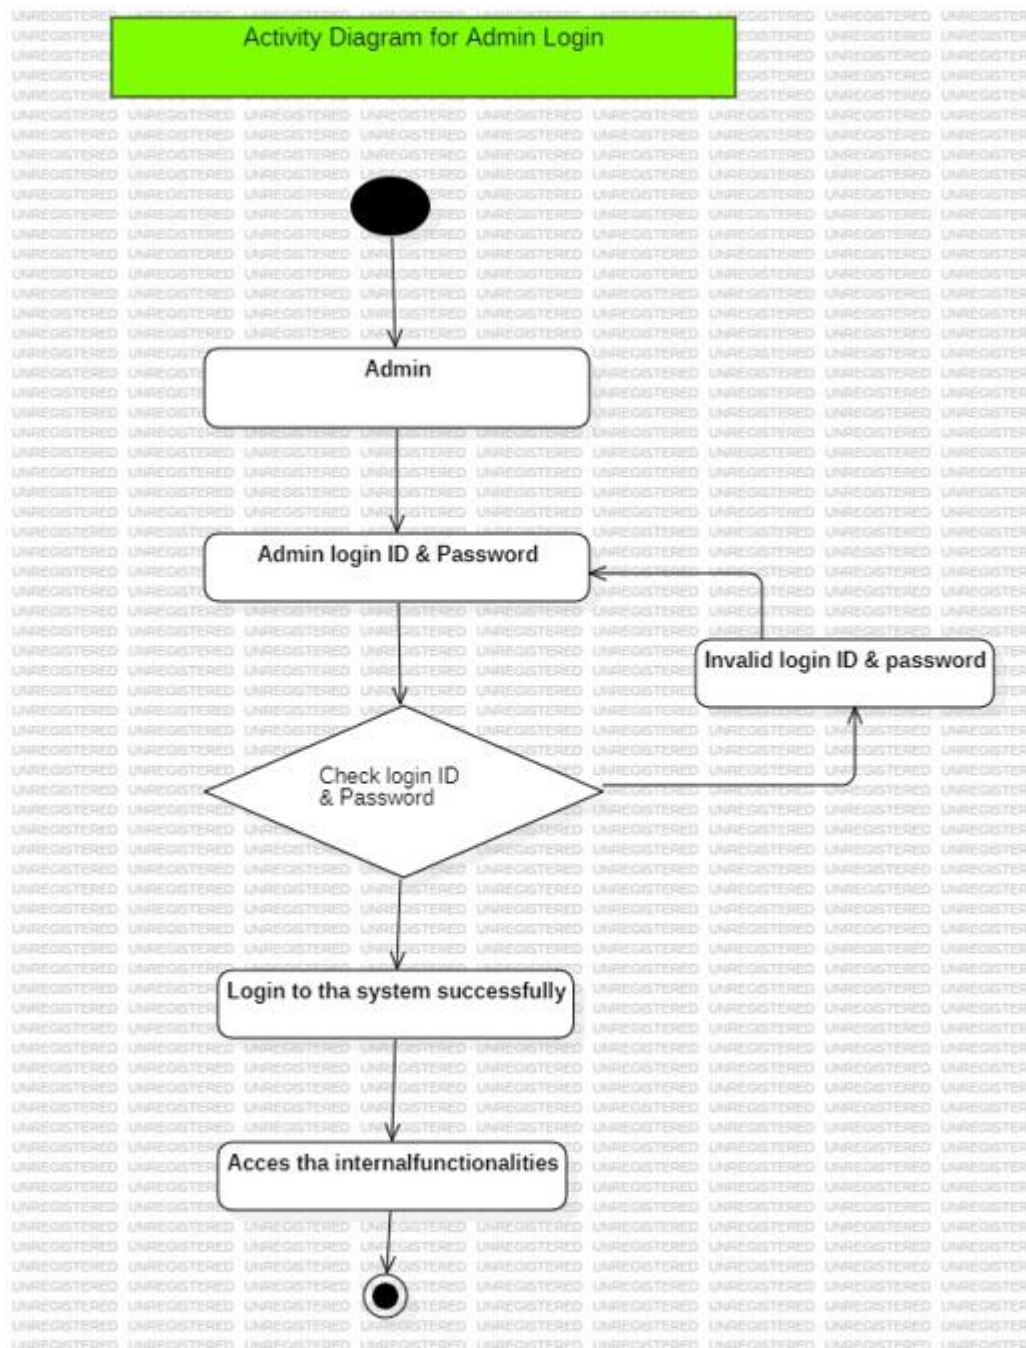 Activity Diagram for Admin Login
Admin
Admin login ID & Password
Invalid login ID & password
Check login ID
& Password
Login to tha system successfully
Acces tha internalfunctionalities
UNREGISTERED